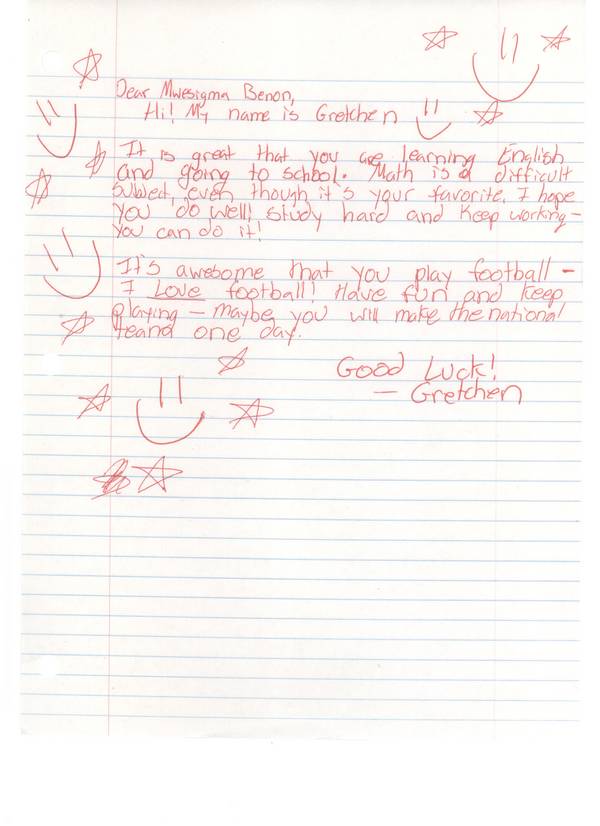 Dear Mwesigma Benon,
Hi! My name is Gretchen
It is great that you are learning English
and going to school. Math is a difficult
subject, even though it's your favorite. I hope
you do well! Study hard and keep working-
you can do it!
It's awesome that you play football -
I LOVE football! Have fun and keep
playing - maybe you will make the national
team one day.
Good Luck!
- Gretchen